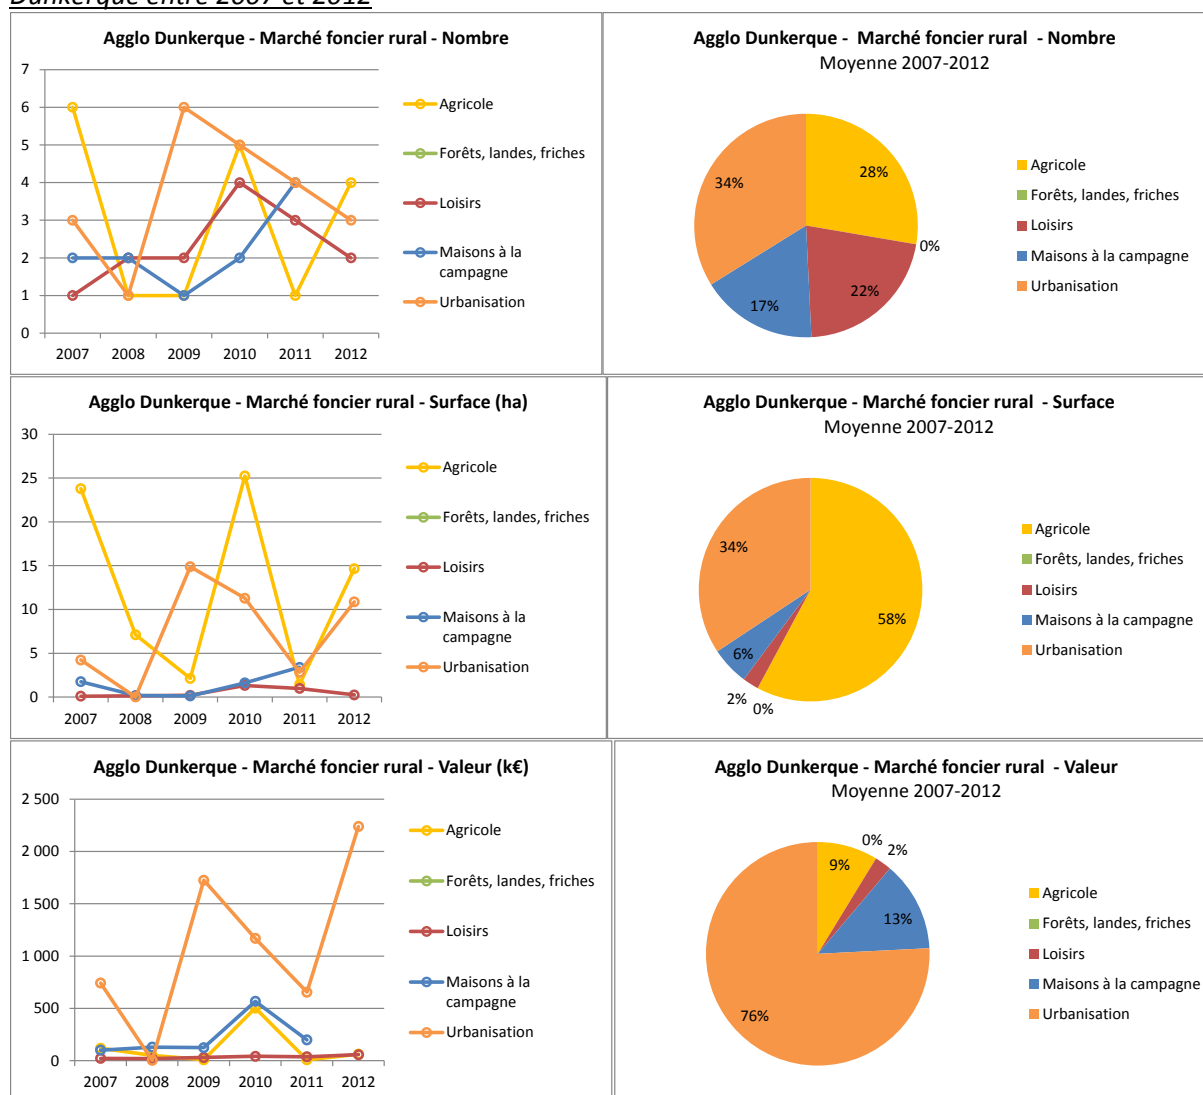 Dunkerque entre 2007 et 2012
Agglo Dunkerque - Marché foncier rural - Nombre
7
6
5
4
3
2
1
0
2007 2008 2009 2010 2011 2012
Agricole
Forêts, landes, friches
Loisirs
Maisons à la
campagne
Urbanisation
Agglo Dunkerque - Marché foncier rural - Nombre
Moyenne 2007-2012
28%
0%
22%
17%
34%
Agricole
Forêts, landes, friches
Loisirs
Maisons à la campagne
Urbanisation
Agglo Dunkerque - Marché foncier rural - Surface (ha)
30
25
20
15
10
5
0
2007 2008 2009 2010 2011 2012
Agricole
Forêts, landes, friches
Loisirs
Maisons à la
campagne
Urbanisation
Agglo Dunkerque - Marché foncier rural - Surface
Moyenne 2007-2012
58%
0%
2%
6%
34%
Agricole
Forêts, landes, friches
Loisirs
Maisons à la campagne
Urbanisation
Agglo Dunkerque - Marché foncier rural - Valeur (k€)
2 500
2 000
1 500
1 000
500
0
2007 2008 2009 2010 2011 2012
Agricole
Forêts, landes, friches
Loisirs
Maisons à la
campagne
Urbanisation
Agglo Dunkerque - Marché foncier rural - Valeur
Moyenne 2007-2012
9%
0%
2%
13%
76%
Agricole
Forêts, landes, friches
Loisirs
Maisons à la campagne
Urbanisation